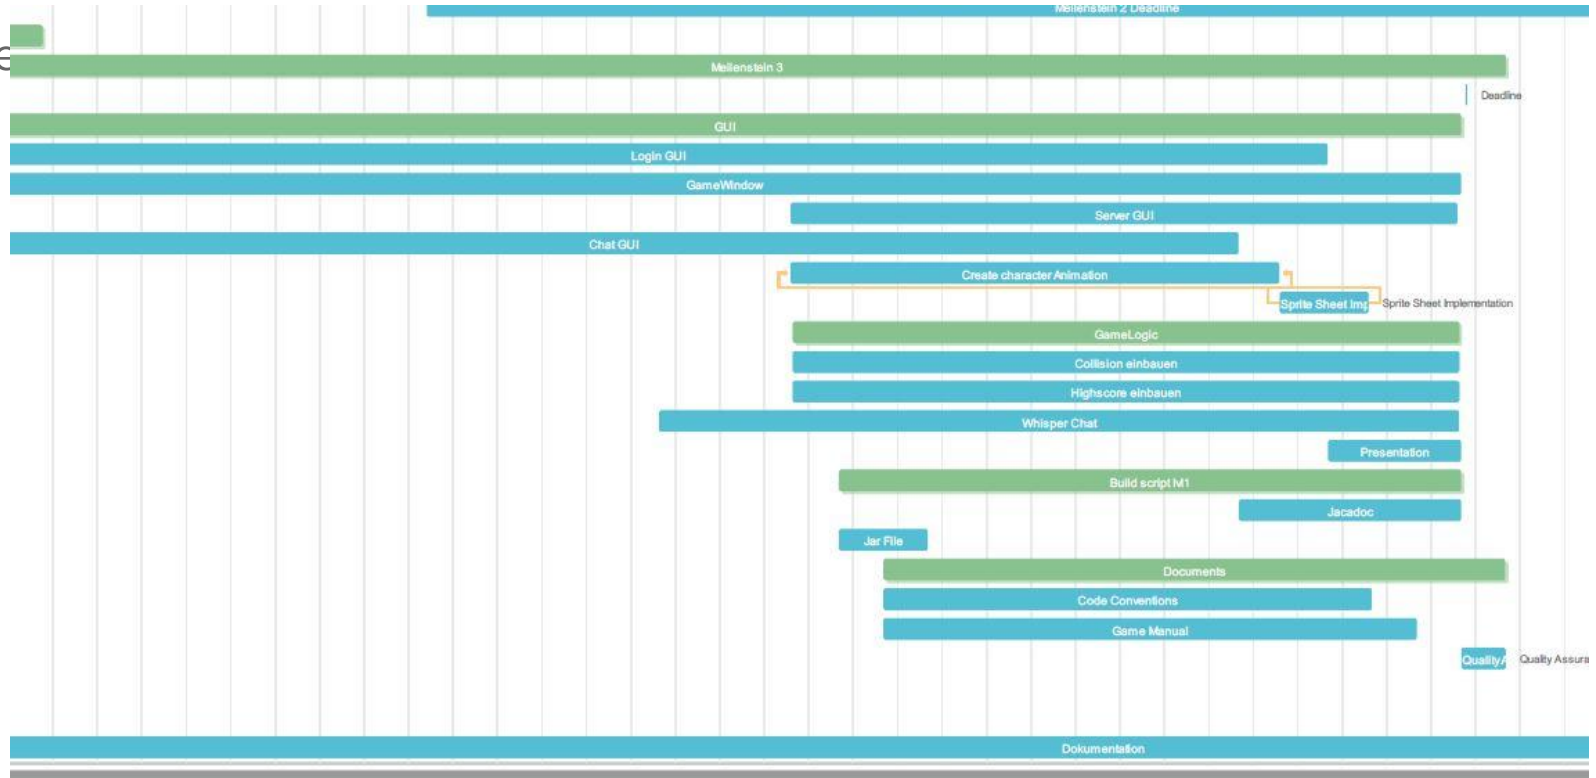 Meilenstein 2 Deadline
e
Meilenstein 3
Deadline
GUI
Login GUI
GameWindow
Server GUI
Chat GUI
Create character Animation
Sprite Sheet Imp Sprite Sheet Implementation
GameLogic
Collision einbauen
Highscore einbauen
Whisper Chat
Presentation
Build script M1
Jacadoc
Jar File
Documents
Code Conventions
Game Manual
QualityA Quality Assura
Dokumentation